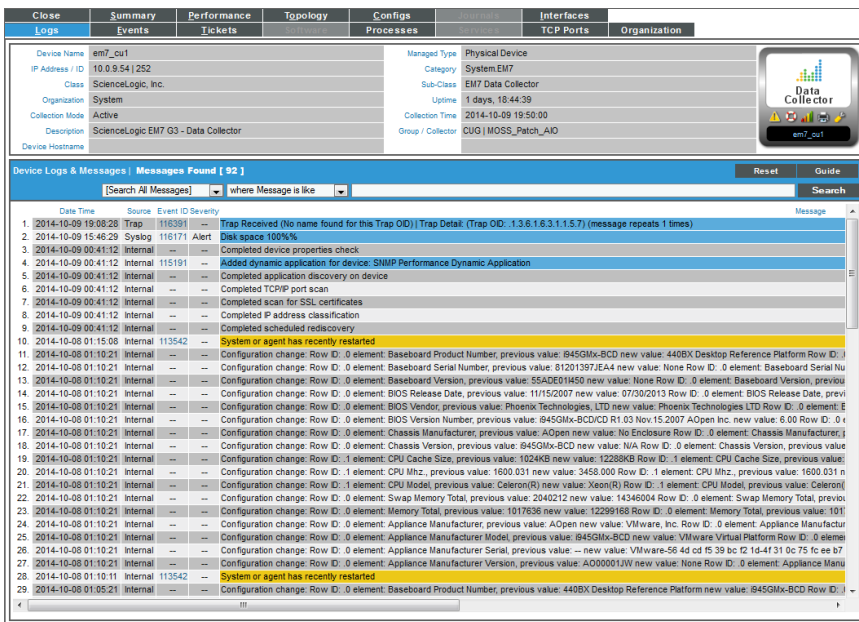 Close Summary Performance Topology Configs Journals Interfaces
Logs Events Tickets Software Processes Services TCP Ports Organization
Device Name em7_cu1 Managed Type Physical Device
IP Address / ID 10.0.9.54 | 252 Category System.EM7
Class ScienceLogic, Inc. Sub-Class EM7 Data Collector
Organization System Uptime 1 days, 18:44:39
Collection Mode Active Collection Time 2014-10-09 19:50:00
Description ScienceLogic EM7 G3 - Data Collector Group / Collector CUG | MOSS_Patch_AIO
Device Hostname
Data
Collector
em7_cu1
Device Logs & Messages | Messages Found [ 92 ] Reset Guide
[Search All Messages] where Message is like Search
Date Time Source Event ID Severity Message
1. 2014-10-09 19:08:28 Trap 116391 -- Trap Received (No name found for this Trap OID) | Trap Detail: (Trap OID: .1.3.6.1.6.3.1.1.5.7) (message repeats 1 times)
2. 2014-10-09 15:46:29 Syslog 116171 Alert Disk space 100%%
3. 2014-10-09 00:41:12 Internal -- -- Completed device properties check
4. 2014-10-09 00:41:12 Internal 115191 -- Added dynamic application for device: SNMP Performance Dynamic Application
5. 2014-10-09 00:41:12 Internal -- -- Completed application discovery on device
6. 2014-10-09 00:41:12 Internal -- -- Completed TCP/IP port scan
7. 2014-10-09 00:41:12 Internal -- -- Completed scan for SSL certificates
8. 2014-10-09 00:41:12 Internal -- -- Completed IP address classification
9. 2014-10-09 00:41:12 Internal -- -- Completed scheduled rediscovery
10. 2014-10-08 01:15:08 Internal 113542 -- System or agent has recently restarted
11. 2014-10-08 01:10:21 Internal -- -- Configuration change: Row ID: .0 element: Baseboard Product Number, previous value: i945GMx-BCD new value: 440BX Desktop Reference Platform Row ID: .
12. 2014-10-08 01:10:21 Internal -- -- Configuration change: Row ID: .0 element: Baseboard Serial Number, previous value: 81201397JEA4 new value: None Row ID: .0 element: Baseboard Serial Nu
13. 2014-10-08 01:10:21 Internal -- -- Configuration change: Row ID: .0 element: Baseboard Version, previous value: 55ADE01I450 new value: None Row ID: .0 element: Baseboard Version, previou
14. 2014-10-08 01:10:21 Internal -- -- Configuration change: Row ID: .0 element: BIOS Release Date, previous value: 11/15/2007 new value: 07/30/2013 Row ID: .0 element: BIOS Release Date, previ
15. 2014-10-08 01:10:21 Internal -- -- Configuration change: Row ID: .0 element: BIOS Vendor, previous value: Phoenix Technologies, LTD new value: Phoenix Technologies LTD Row ID: .0 element: B
16. 2014-10-08 01:10:21 Internal -- -- Configuration change: Row ID: .0 element: BIOS Version Number, previous value: i945GMx-BCD/CD R1.03 Nov.15.2007 AOpen Inc. new value: 6.00 Row ID: .0 e
17. 2014-10-08 01:10:21 Internal -- -- Configuration change: Row ID: .0 element: Chassis Manufacturer, previous value: AOpen new value: No Enclosure Row ID: .0 element: Chassis Manufacturer, p
18. 2014-10-08 01:10:21 Internal -- -- Configuration change: Row ID: .0 element: Chassis Version, previous value: i945GMx-BCD new value: N/A Row ID: .0 element: Chassis Version, previous value
19. 2014-10-08 01:10:21 Internal -- -- Configuration change: Row ID: .1 element: CPU Cache Size, previous value: 1024KB new value: 12288KB Row ID: .1 element: CPU Cache Size, previous value:
20. 2014-10-08 01:10:21 Internal -- -- Configuration change: Row ID: .1 element: CPU Mhz., previous value: 1600.031 new value: 3458.000 Row ID: .1 element: CPU Mhz., previous value: 1600.031 n
21. 2014-10-08 01:10:21 Internal -- -- Configuration change: Row ID: .1 element: CPU Model, previous value: Celeron(R) new value: Xeon(R) Row ID: .1 element: CPU Model, previous value: Celeron(
22. 2014-10-08 01:10:21 Internal -- -- Configuration change: Row ID: .0 element: Swap Memory Total, previous value: 2040212 new value: 14346004 Row ID: .0 element: Swap Memory Total, previou
23. 2014-10-08 01:10:21 Internal -- -- Configuration change: Row ID: .0 element: Memory Total, previous value: 1017636 new value: 12299168 Row ID: .0 element: Memory Total, previous value: 101
24. 2014-10-08 01:10:21 Internal -- -- Configuration change: Row ID: .0 element: Appliance Manufacturer, previous value: AOpen new value: VMware, Inc. Row ID: .0 element: Appliance Manufactur
25. 2014-10-08 01:10:21 Internal -- -- Configuration change: Row ID: .0 element: Appliance Manufacturer Model, previous value: i945GMx-BCD new value: VMware Virtual Platform Row ID: .0 eleme
26. 2014-10-08 01:10:21 Internal -- -- Configuration change: Row ID: .0 element: Appliance Manufacturer Serial, previous value: -- new value: VMware-56 4d cd f5 39 bc f2 1d-4f 31 0c 75 fc ee b7
27. 2014-10-08 01:10:21 Internal -- -- Configuration change: Row ID: .0 element: Appliance Manufacturer Version, previous value: AO00001JW new value: None Row ID: .0 element: Appliance Manu
28. 2014-10-08 01:10:11 Internal 113542 -- System or agent has recently restarted
29. 2014-10-08 01:05:21 Internal -- -- Configuration change: Row ID: .0 element: Baseboard Product Number, previous value: 440BX Desktop Reference Platform new value: i945GMx-BCD Row ID: .